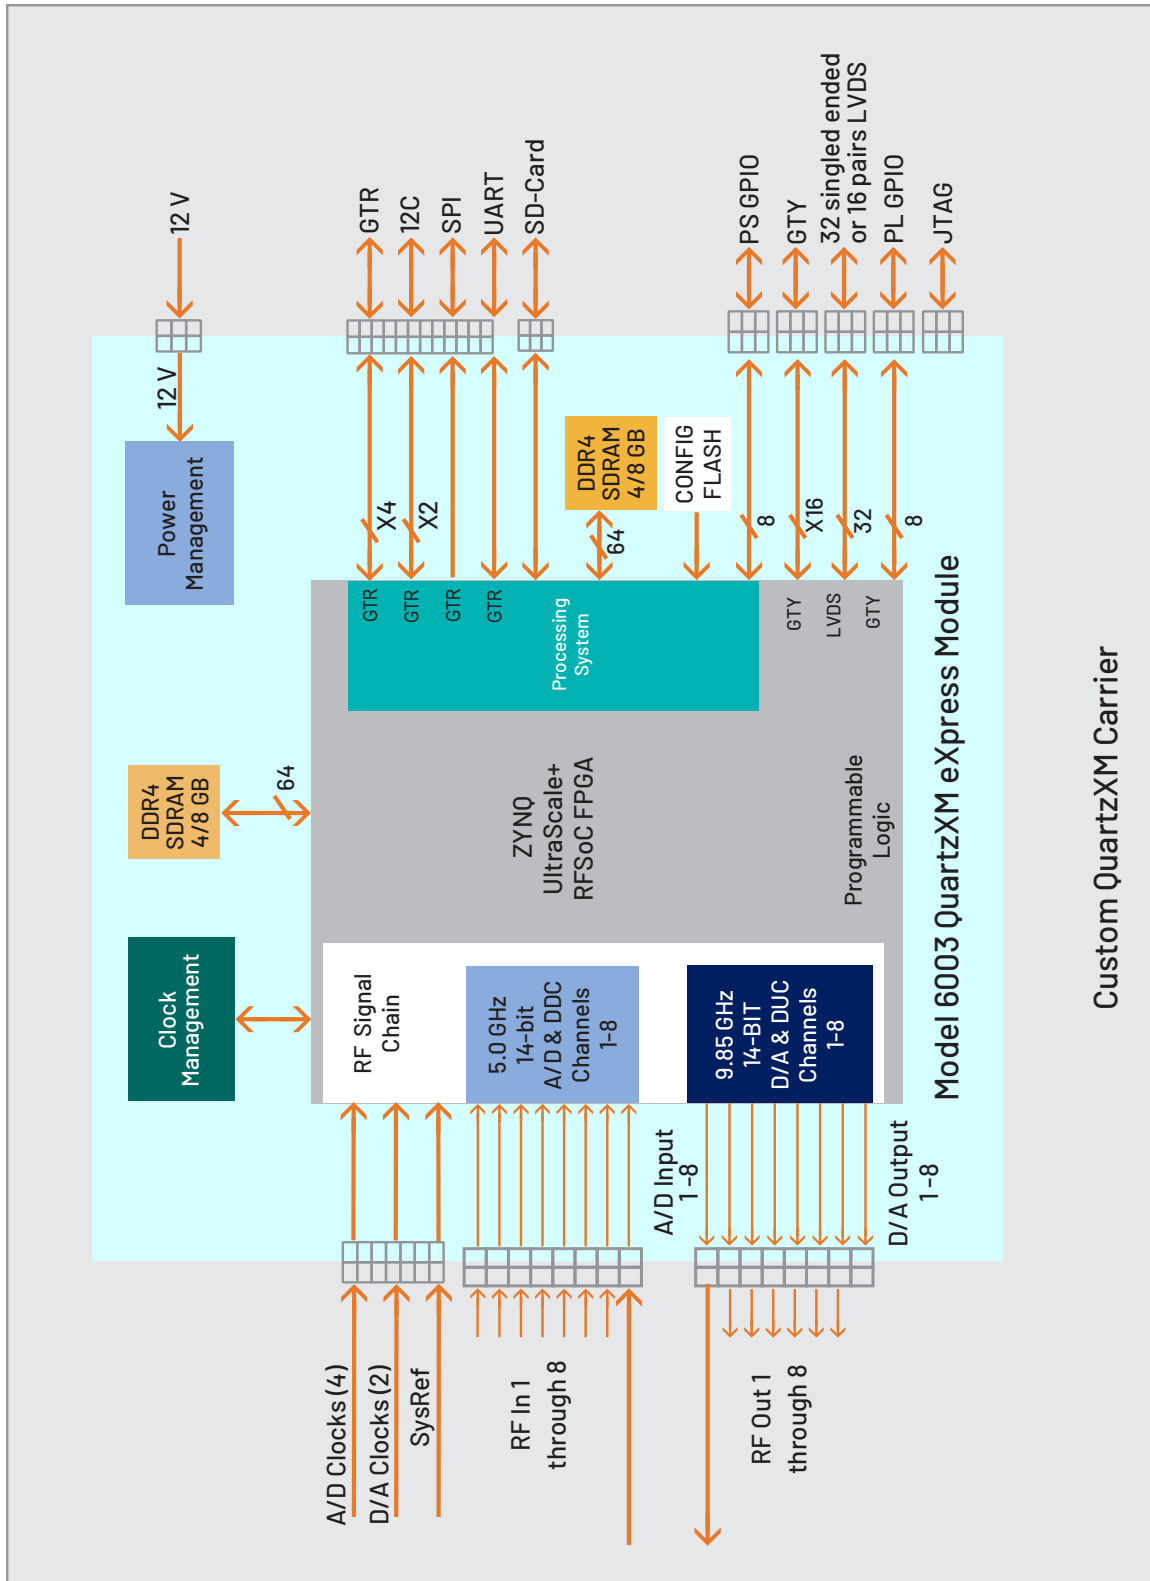 12 V
12 V
Power
Management
GTR
12C
SPI
UART
SD-Card
PS GPIO
GTY
32 singled ended
or 16 pairs LVDS
PL GPIO
JTAG
X4
X2
DDR4
SDRAM
4/8 GB
64
CONFIG
FLASH
8
X16
32
8
GTR
GTR
GTR
GTR
Processing
System
GTY
LVDS
GTY
DDR4
SDRAM
4/8 GB
64
ZYNQ
UltraScale+
RFSoC FPGA
Programmable
Logic
Clock
Management
RF Signal
Chain
5.0 GHz
14-bit
A/D & DDC
Channels
1-8
9.85 GHz
14-BIT
D/A & DUC
Channels
1-8
A/D Input
1-8
D/A Output
1-8
A/D Clocks (4)
D/A Clocks (2)
SysRef
RF In 1
through 8
RF Out 1
through 8
Model 6003 QuartzXM eXpress Module
Custom QuartzXM Carrier